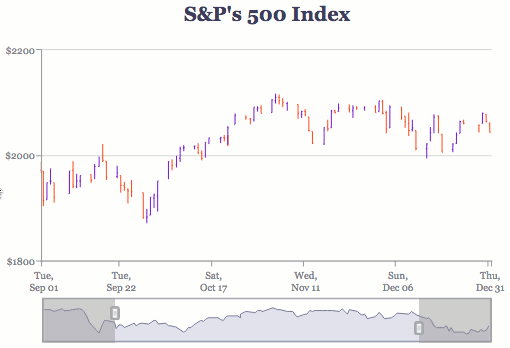 S&P's 500 Index
$2200
$2000
$1800
Tue, Tue, Sat, Wed, Sun, Thu,
Sep 01 Sep 22 Oct 17 Nov 11 Dec 06 Dec 31